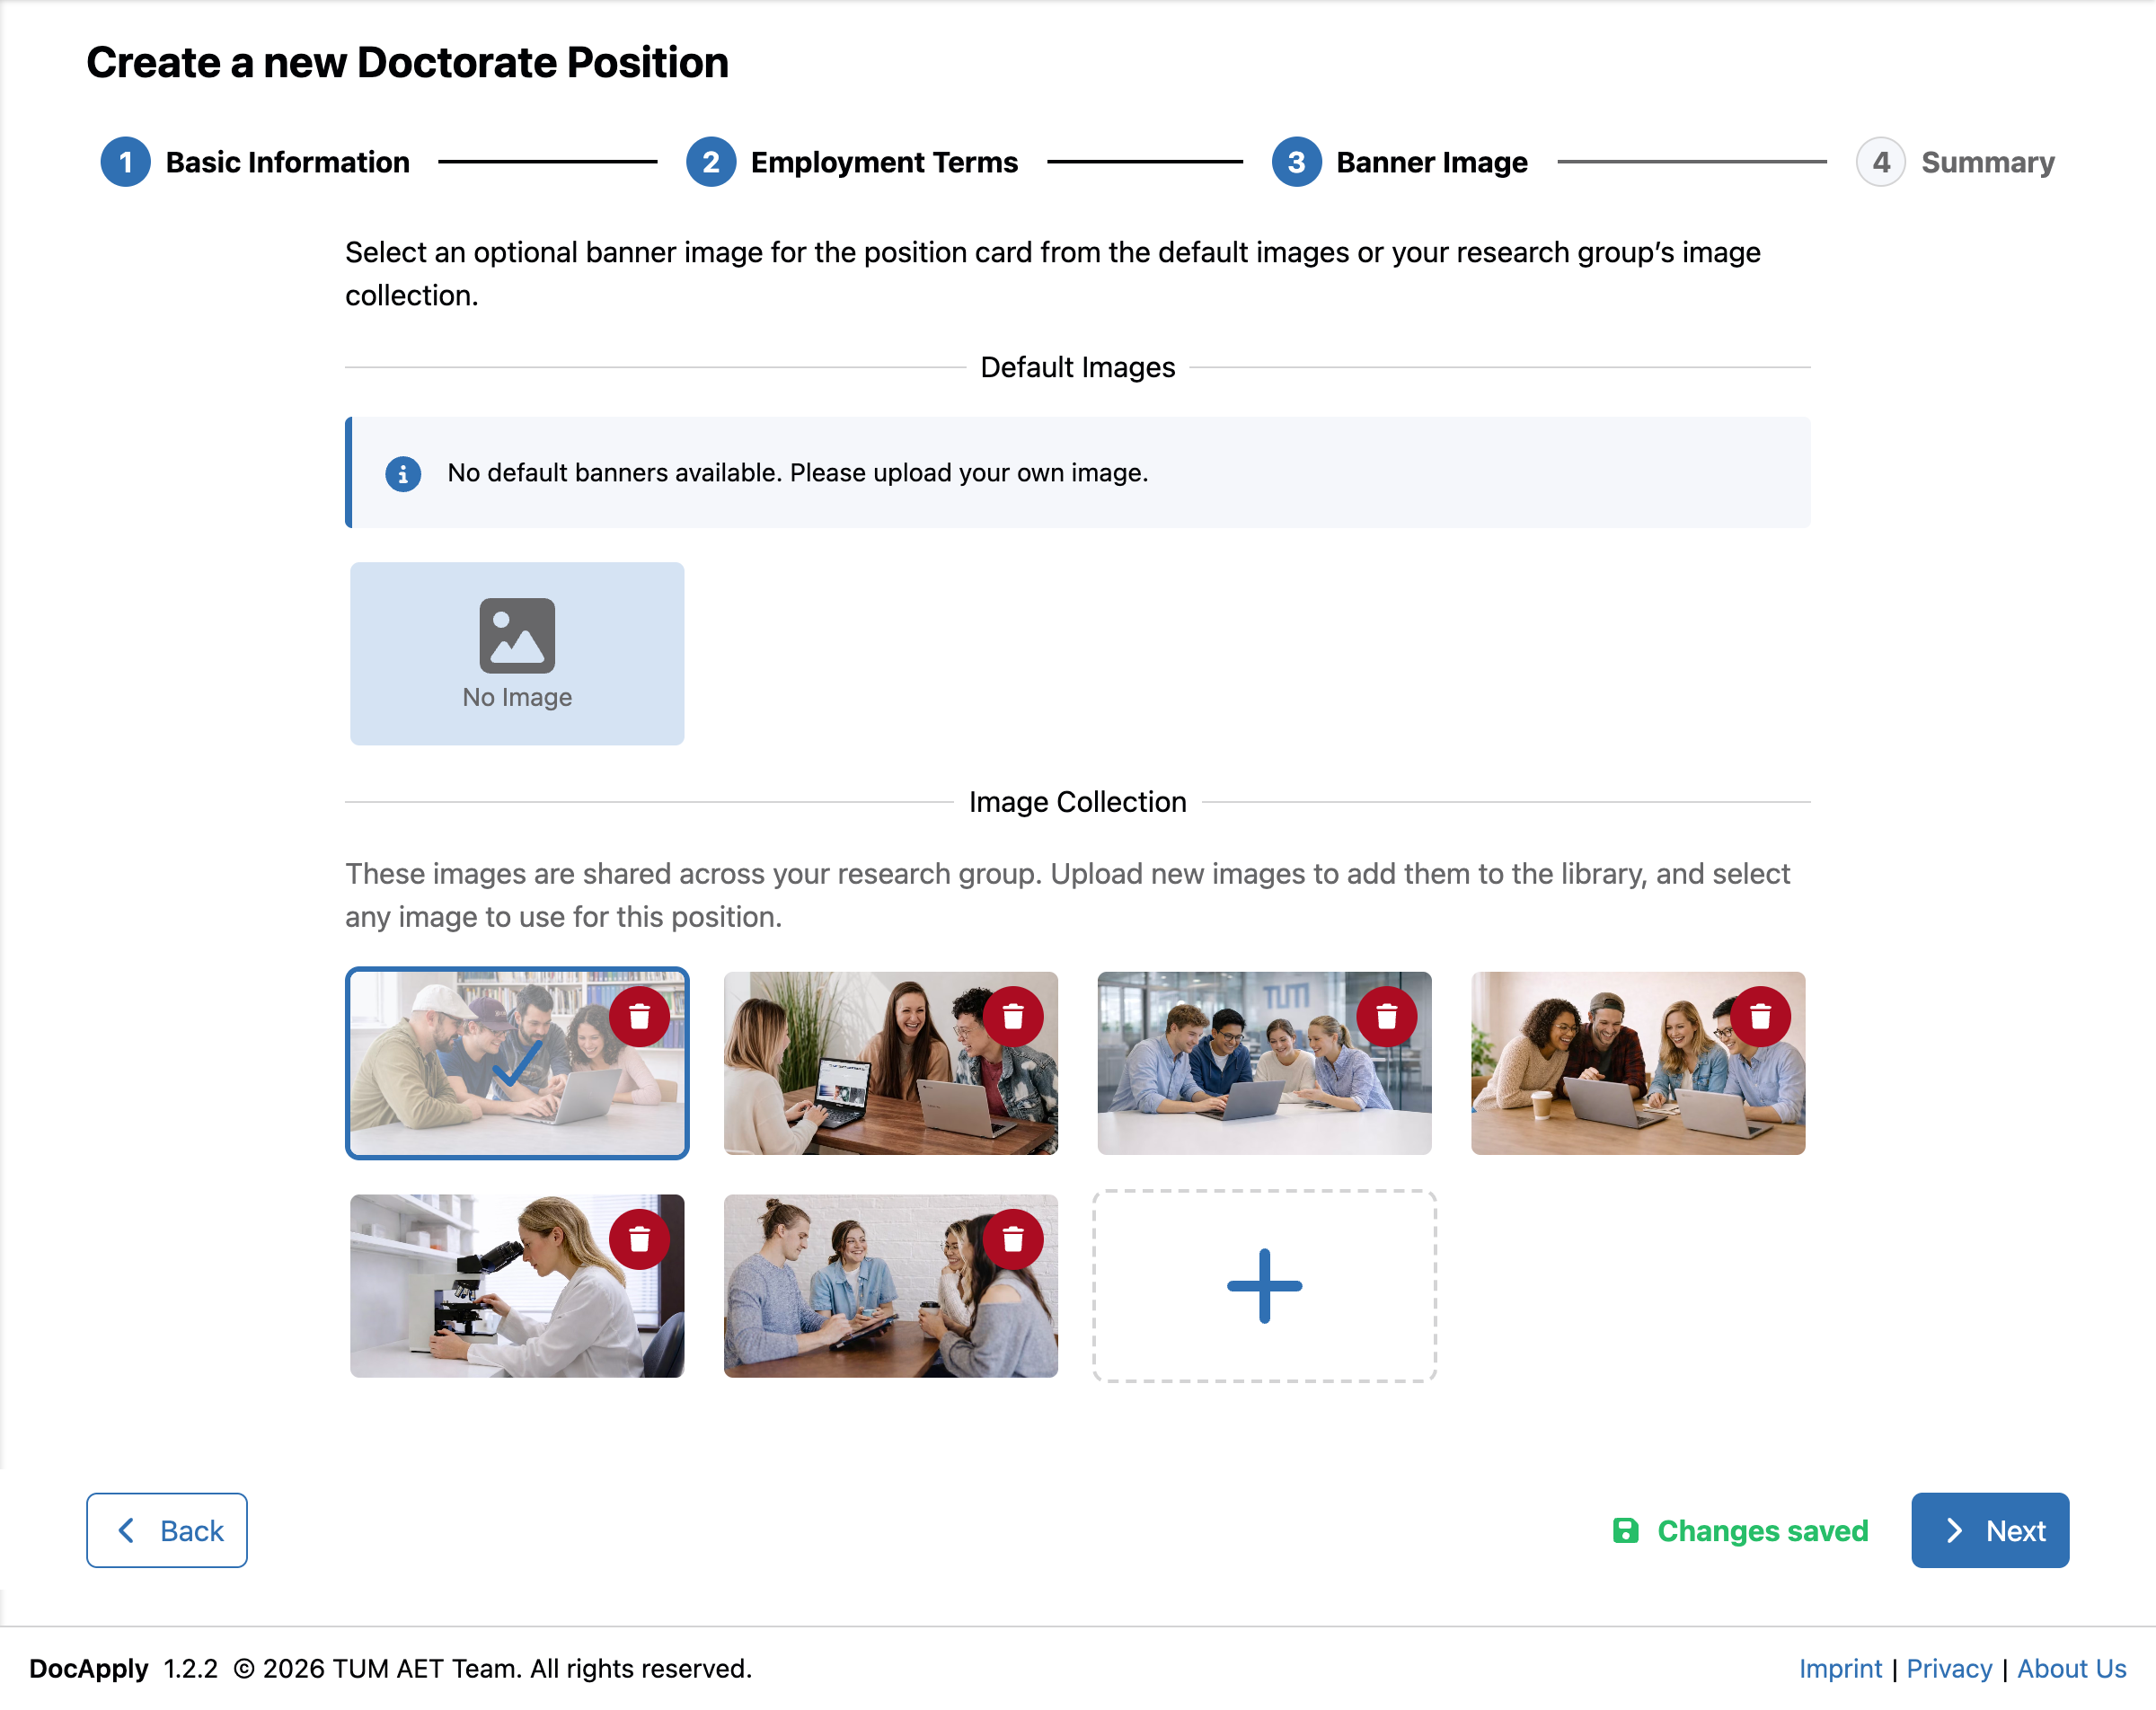 Create a new Doctorate Position
1 Basic Information 2 Employment Terms 3 Banner Image 4 Summary
Select an optional banner image for the position card from the default images or your research group’s image
collection.
Default Images
No default banners available. Please upload your own image.
No Image
Image Collection
These images are shared across your research group. Upload new images to add them to the library, and select
any image to use for this position.
TUM
Back Changes saved Next
DocApply 1.2.2 © 2026 TUM AET Team. All rights reserved. Imprint | Privacy | About Us